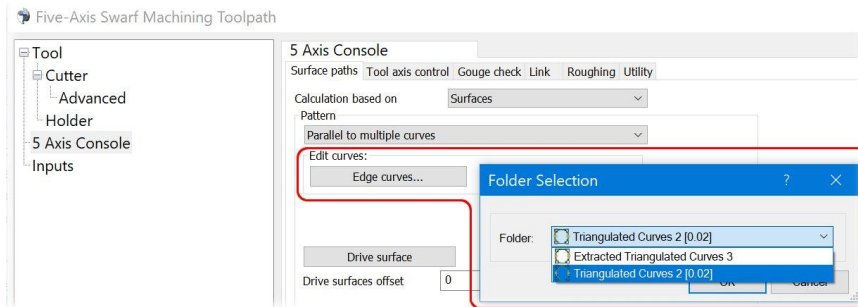 Five-Axis Swarf Machining Toolpath
Tool
Cutter
Advanced
Holder
5 Axis Console
Inputs
5 Axis Console
Surface paths Tool axis control Gouge check Link Roughing Utility
Calculation based on Surfaces
Pattern
Parallel to multiple curves
Edit curves:
Edge curves...
Drive surface
Drive surfaces offset 0
Folder Selection ? ×
Folder: Triangulated Curves 2 [0.02]
Extracted Triangulated Curves 3
Triangulated Curves 2 [0.02]
OK Cancel